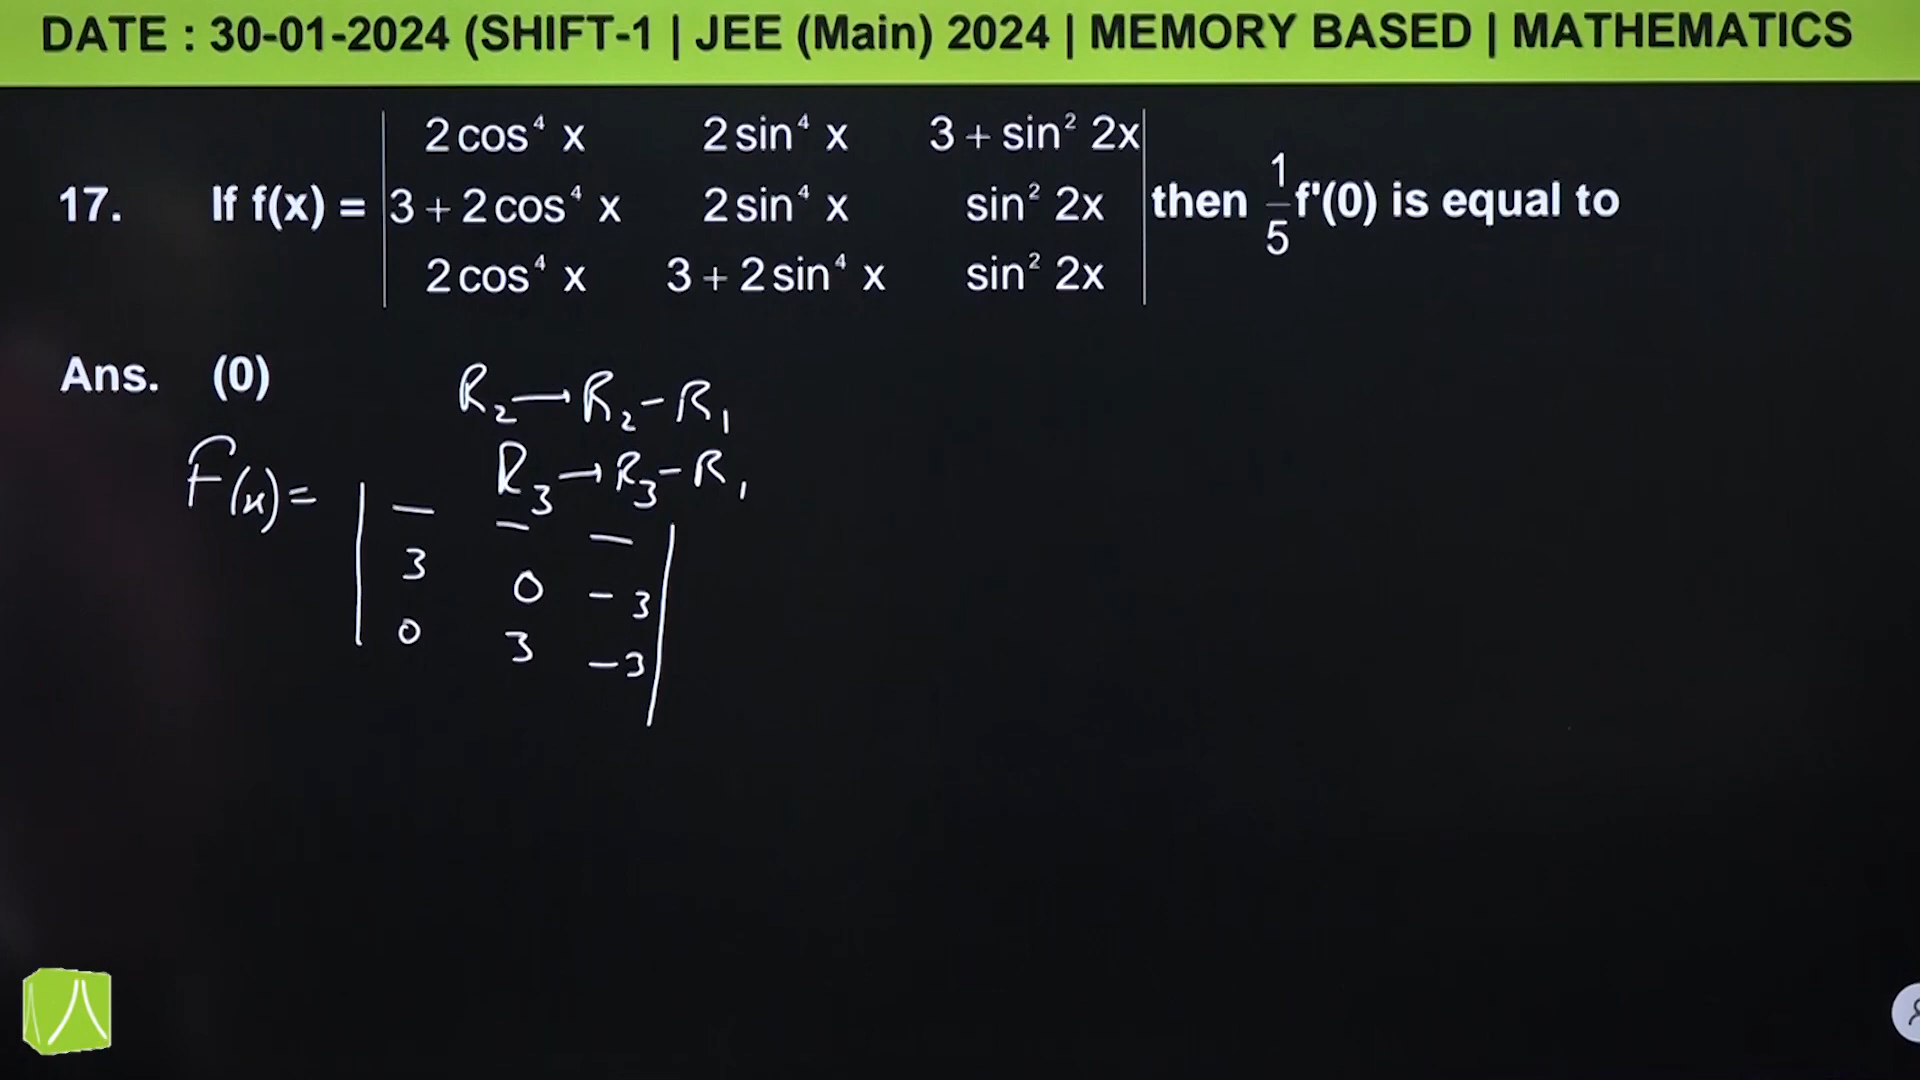 DATE : 30-01-2024 (SHIFT-1 | JEE (Main) 2024 | MEMORY BASED | MATHEMATICS
17. If f(x) = | 2 cos⁴ x 2 sin⁴ x 3 + sin² 2x |
| 3 + 2 cos⁴ x 2 sin⁴ x sin² 2x | then 1/5 f'(0) is equal to
| 2 cos⁴ x 3 + 2 sin⁴ x sin² 2x |
Ans. (0)
R₂ → R₂ - R₁
R₃ → R₃ - R₁
F(x) = | — — — |
| 3 0 -3 |
| 0 3 -3 |